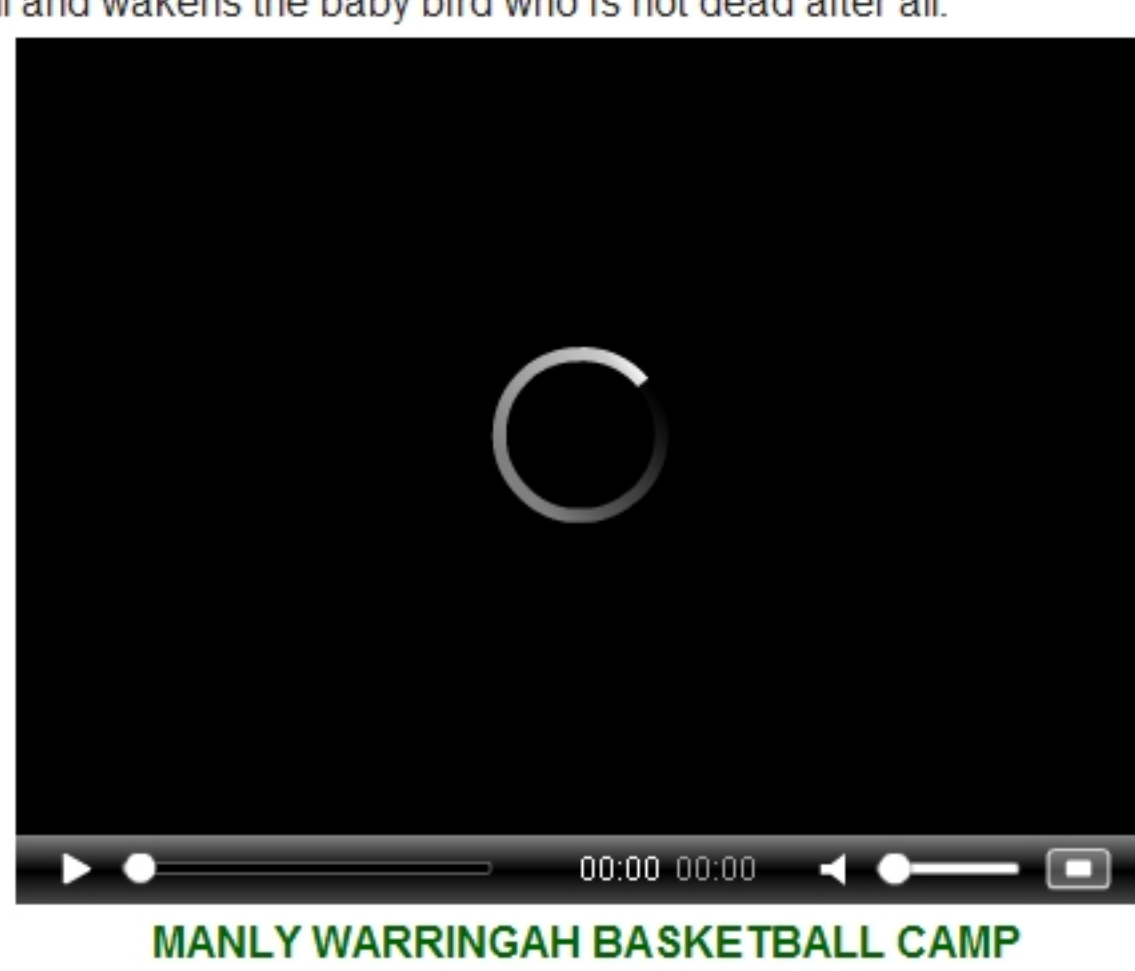 and wakens the baby bird who is not dead after all.
00:00 00:00
MANLY WARRINGAH BASKETBALL CAMP